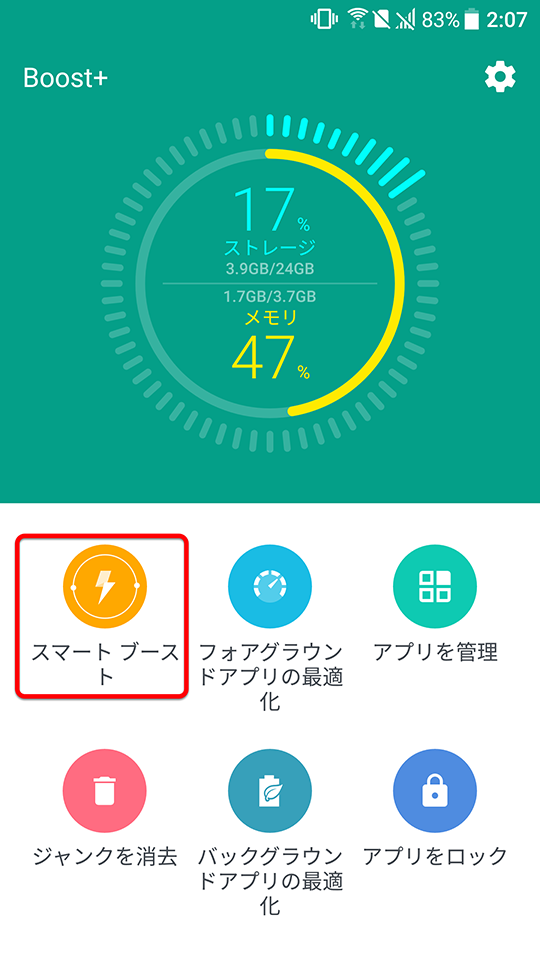 83% 2:07
Boost+
17%
ストレージ
3.9GB/24GB
1.7GB/3.7GB
メモリ
47%
スマート ブース
ト
フォアグラウン
ドアプリの最適
化
アプリを管理
ジャンクを消去
バックグラウン
ドアプリの最適
化
アプリをロック